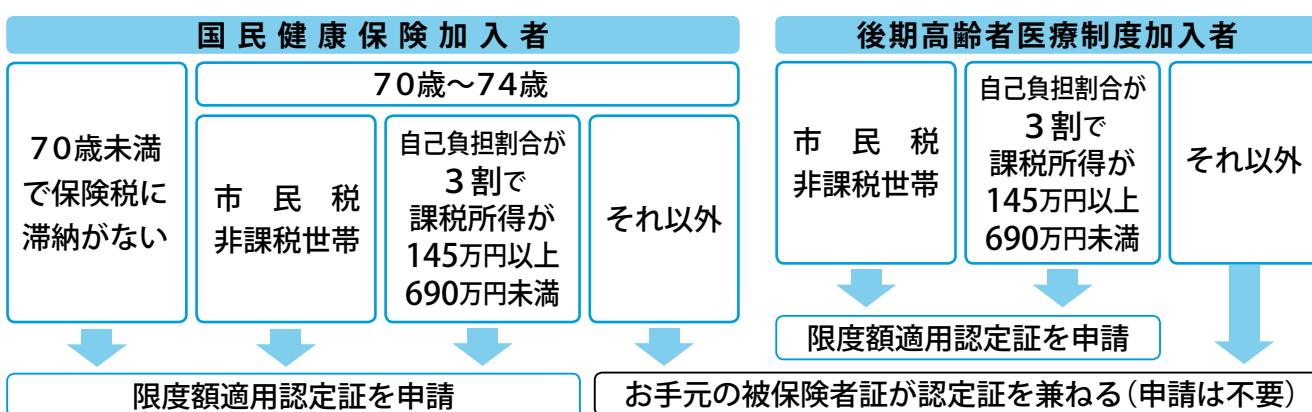 国民健康保険加入者
70歳～74歳
70歳未満
で保険税に
滞納がない
市民税
非課税世帯
自己負担割合が
3割で
課税所得が
145万円以上
690万円未満
それ以外
限度額適用認定証を申請
後期高齢者医療制度加入者
市民税
非課税世帯
自己負担割合が
3割で
課税所得が
145万円以上
690万円未満
それ以外
限度額適用認定証を申請
お手元の被保険者証が認定証を兼ねる（申請は不要）